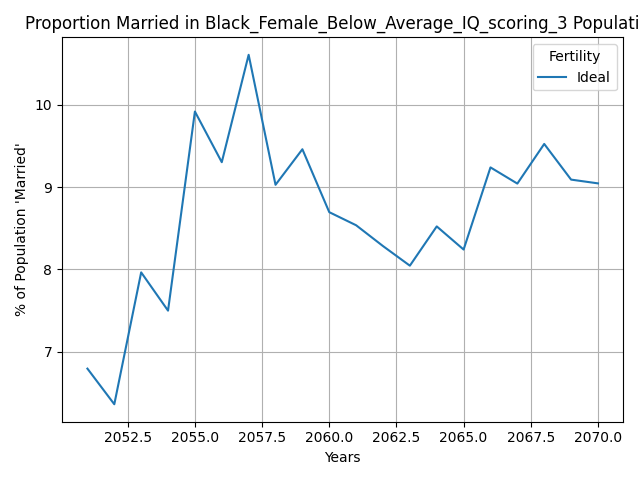 Proportion Married in Black_Female_Below_Average_IQ_scoring_3 Populati
Fertility
Ideal
% of Population 'Married'
10
9
8
7
2052.5 2055.0 2057.5 2060.0 2062.5 2065.0 2067.5 2070.0
Years